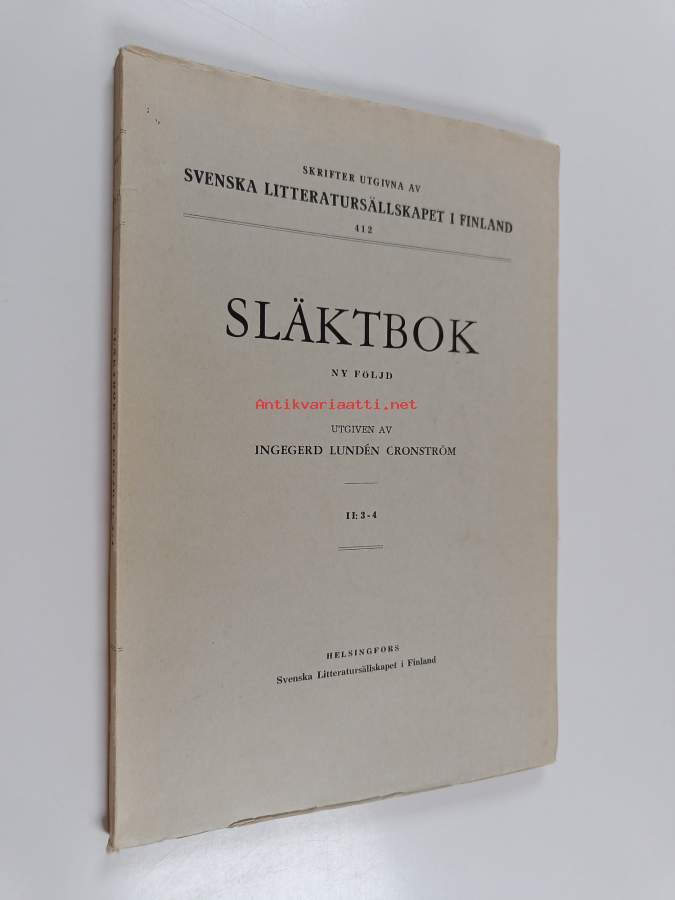 SKRIFTER UTGIVNA AV
SVENSKA LITTERATURSÄLLSKAPET I FINLAND
412
SLÄKTBOK
NY FÖLJD
Antikvariaatti.net
UTGIVEN AV
INGEGERD LUNDÉN CRONSTRÖM
II: 3-4
HELSINGFORS
Svenska Litteratursällskapet i Finland